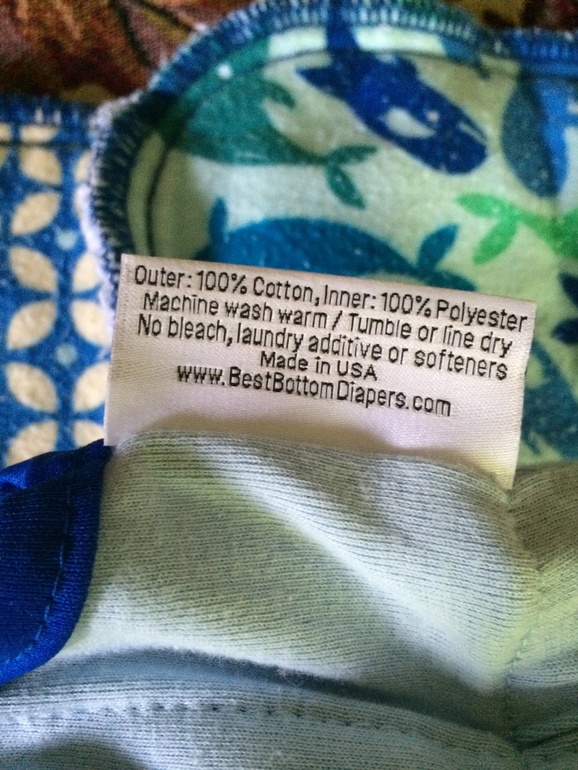 Outer: 100% Cotton, Inner: 100% Polyester
Machine wash warm / Tumble or line dry
No bleach, laundry additive or softeners
Made in USA
www.BestBottomDiapers.com